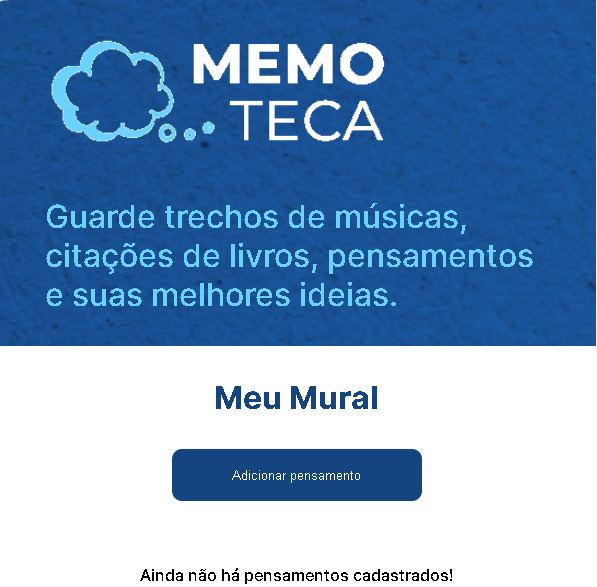 MEMO
TECA
Guarde trechos de músicas,
citações de livros, pensamentos
e suas melhores ideias.
Meu Mural
Adicionar pensamento
Ainda não há pensamentos cadastrados!